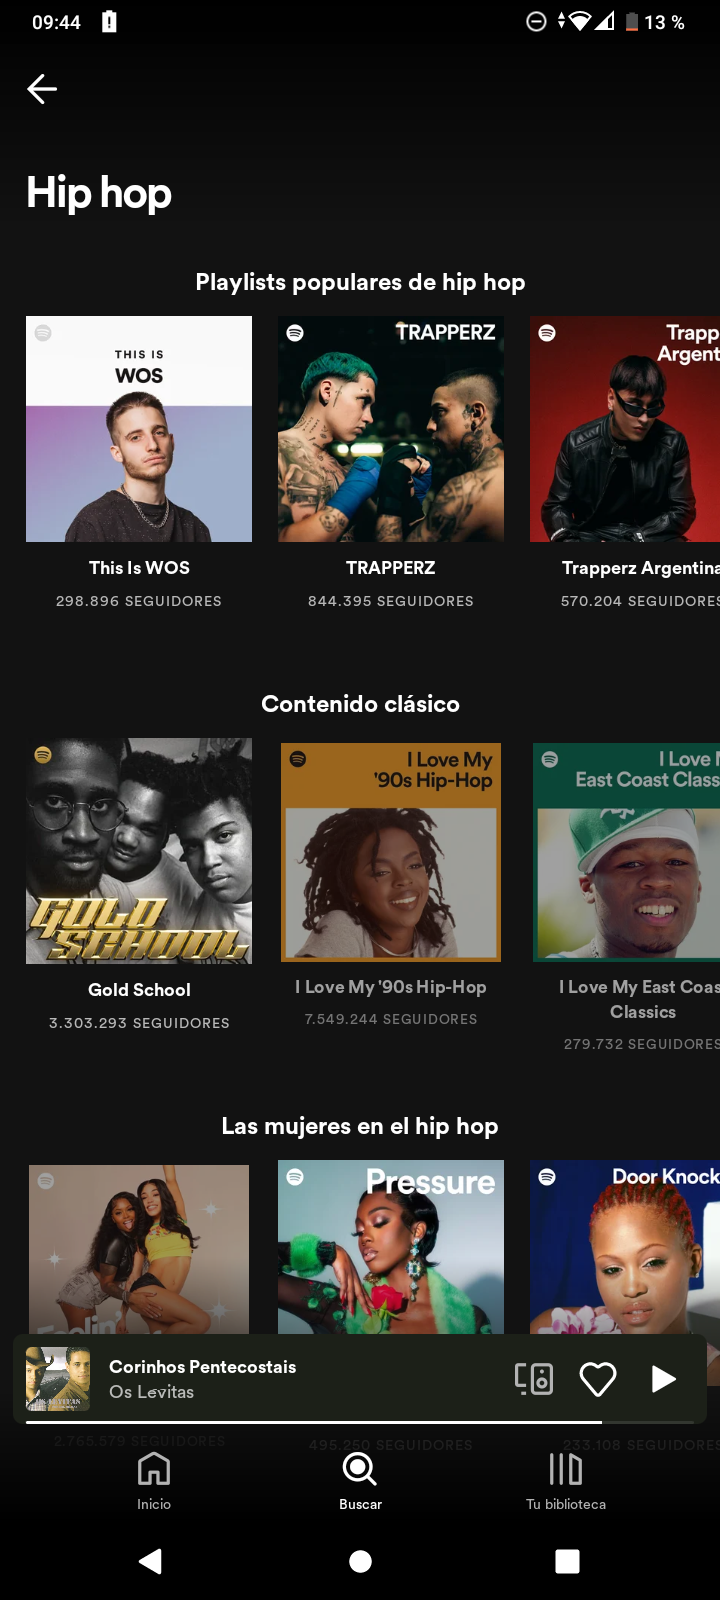 09:44
13 %
Hip hop
Playlists populares de hip hop
THIS IS
WOS
TRAPPERZ
Trapp
Argent
This Is WOS
TRAPPERZ
Trapperz Argentina
298.896 SEGUIDORES
844.395 SEGUIDORES
570.204 SEGUIDORES
Contenido clásico
GOLD
SCHOOL
I Love My
'90s Hip-Hop
I Love M
East Coast Class
Gold School
I Love My '90s Hip-Hop
I Love My East Coas
Classics
3.303.293 SEGUIDORES
7.549.244 SEGUIDORES
279.732 SEGUIDORES
Las mujeres en el hip hop
Feelin'
Pressure
Door Knock
Corinhos Pentecostais
Os Levitas
2.765.579 SEGUIDORES
495.260 SEGUIDORES
233.108 SEGUIDORES
Inicio
Buscar
Tu biblioteca